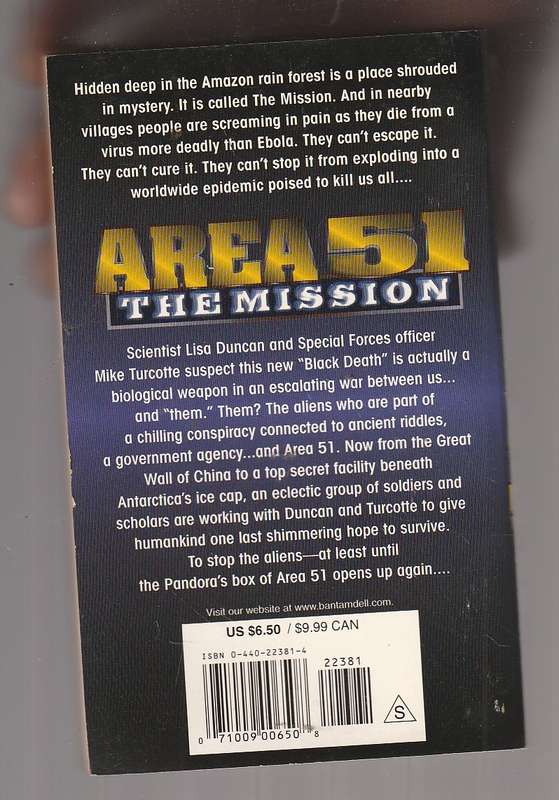 Hidden deep in the Amazon rain forest is a place shrouded
in mystery. It is called The Mission. And in nearby
villages people are screaming in pain as they die from a
virus more deadly than Ebola. They can't escape it.
They can't cure it. They can't stop it from exploding into a
worldwide epidemic poised to kill us all....
AREA 51
THE MISSION
Scientist Lisa Duncan and Special Forces officer
Mike Turcotte suspect this new "Black Death" is actually a
biological weapon in an escalating war between us...
and "them." Them? The aliens who are part of
a chilling conspiracy connected to ancient riddles,
a government agency...and Area 51. Now from the Great
Wall of China to a top secret facility beneath
Antarctica's ice cap, an eclectic group of soldiers and
scholars are working with Duncan and Turcotte to give
humankind one last shimmering hope to survive.
To stop the aliens—at least until
the Pandora's box of Area 51 opens up again....
Visit our website at www.bantamdell.com.
US $6.50 / $9.99 CAN
ISBN 0-440-22381-4
22381
0 71009 00650 8
S